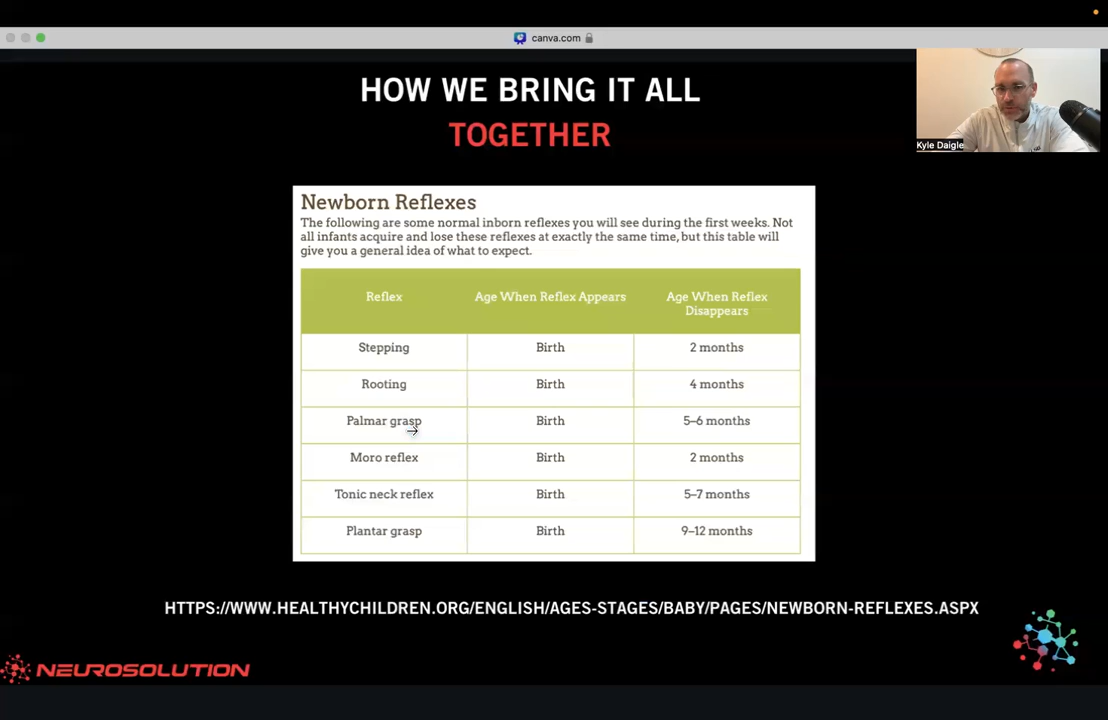 canva.com
HOW WE BRING IT ALL
TOGETHER
Kyle Daigle
Newborn Reflexes
The following are some normal inborn reflexes you will see during the first weeks. Not
all infants acquire and lose these reflexes at exactly the same time, but this table will
give you a general idea of what to expect.
Reflex Age When Reflex Appears Age When Reflex
Disappears
Stepping Birth 2 months
Rooting Birth 4 months
Palmar grasp Birth 5–6 months
Moro reflex Birth 2 months
Tonic neck reflex Birth 5–7 months
Plantar grasp Birth 9–12 months
HTTPS://WWW.HEALTHYCHILDREN.ORG/ENGLISH/AGES-STAGES/BABY/PAGES/NEWBORN-REFLEXES.ASPX
NEUROSOLUTION